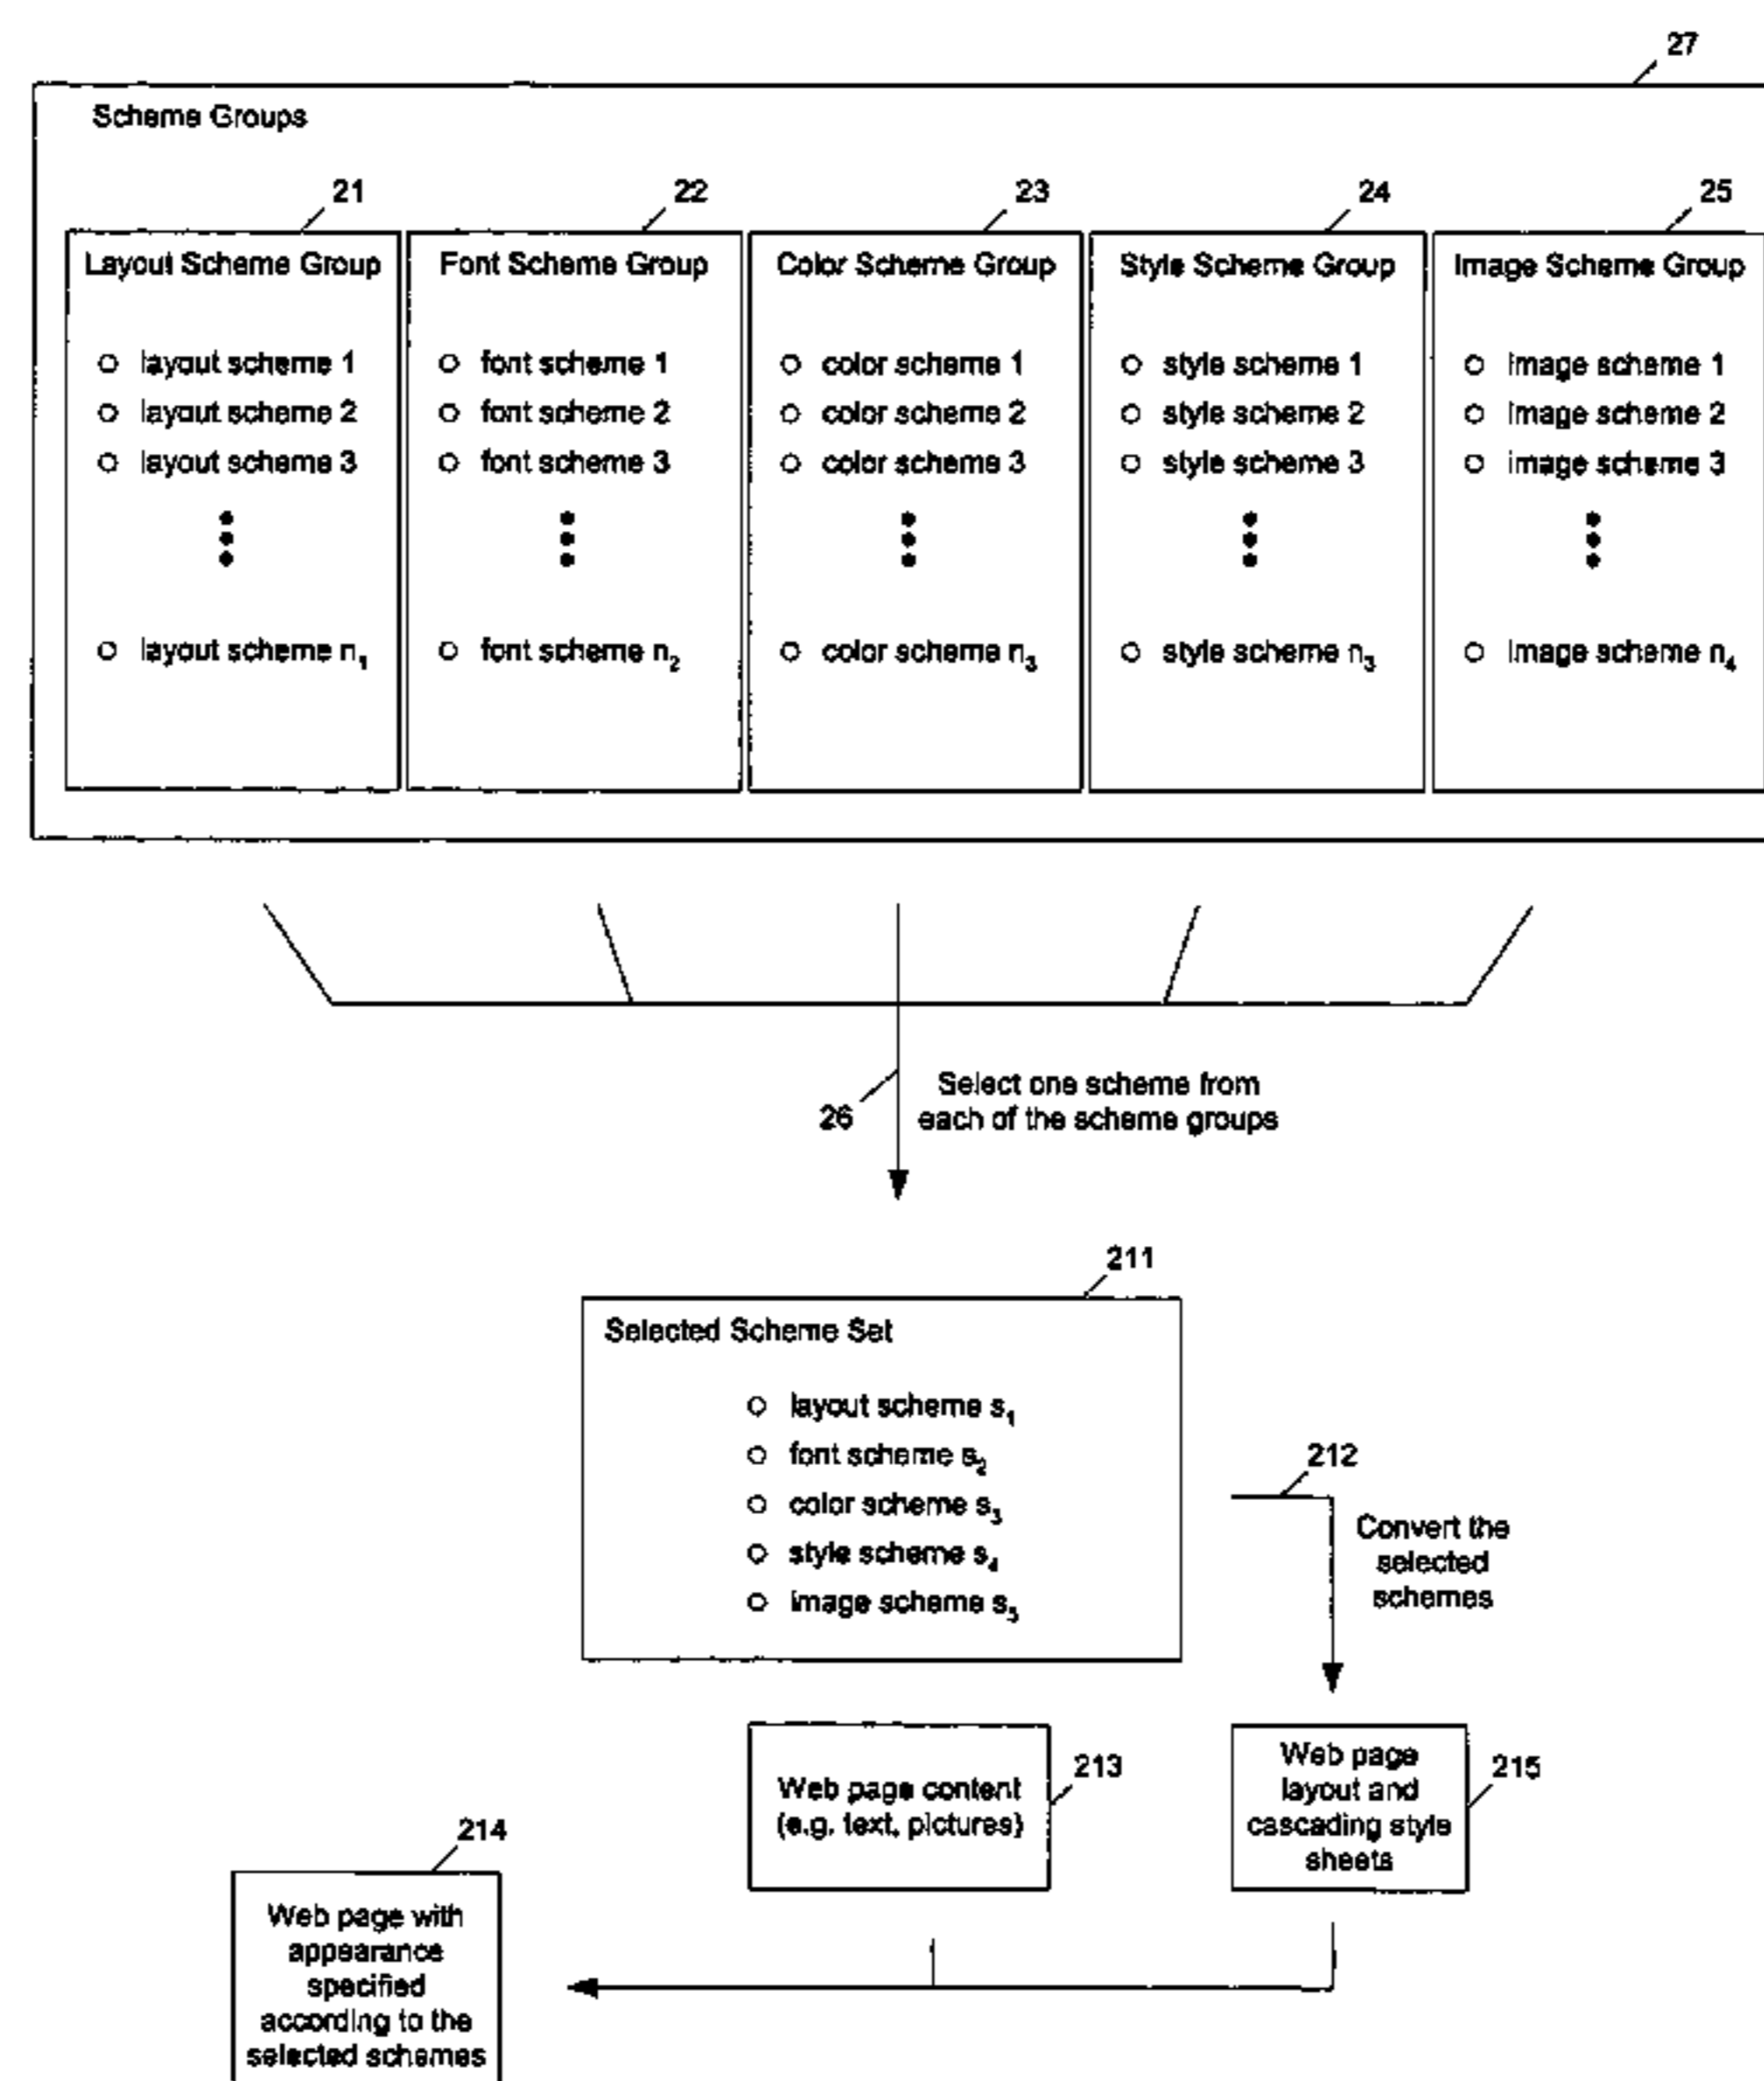 27
Scheme Groups
21
22
23
24
25
Layout Scheme Group
layout scheme 1
layout scheme 2
layout scheme 3
layout scheme n₁
Font Scheme Group
font scheme 1
font scheme 2
font scheme 3
font scheme n₂
Color Scheme Group
color scheme 1
color scheme 2
color scheme 3
color scheme n₃
Style Scheme Group
style scheme 1
style scheme 2
style scheme 3
style scheme n₃
Image Scheme Group
image scheme 1
image scheme 2
image scheme 3
image scheme n₄
26
Select one scheme from
each of the scheme groups
211
Selected Scheme Set
layout scheme s₁
font scheme s₂
color scheme s₃
style scheme s₄
image scheme s₅
212
Convert the
selected
schemes
213
Web page content
(e.g. text, pictures)
215
Web page
layout and
cascading style
sheets
214
Web page with
appearance
specified
according to the
selected schemes